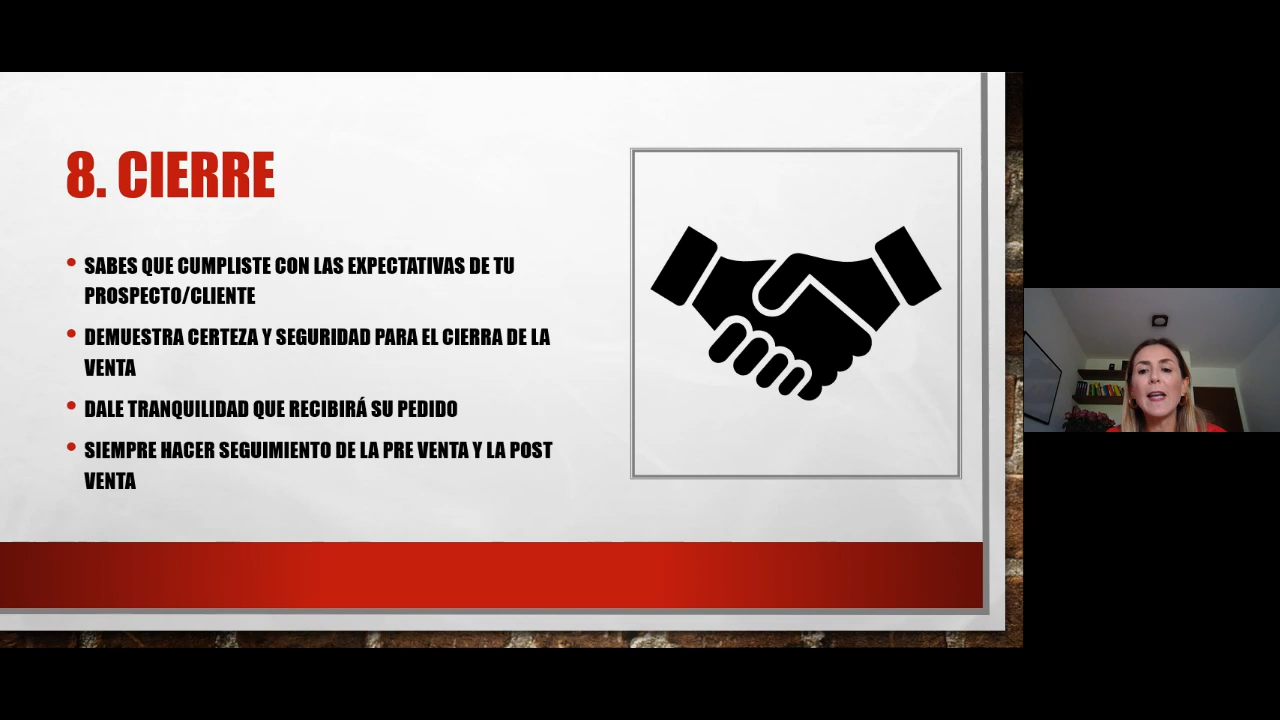 8. CIERRE
• SABES QUE CUMPLISTE CON LAS EXPECTATIVAS DE TU
PROSPECTO/CLIENTE
• DEMUESTRA CERTEZA Y SEGURIDAD PARA EL CIERRA DE LA
VENTA
• DALE TRANQUILIDAD QUE RECIBIRÁ SU PEDIDO
• SIEMPRE HACER SEGUIMIENTO DE LA PRE VENTA Y LA POST
VENTA